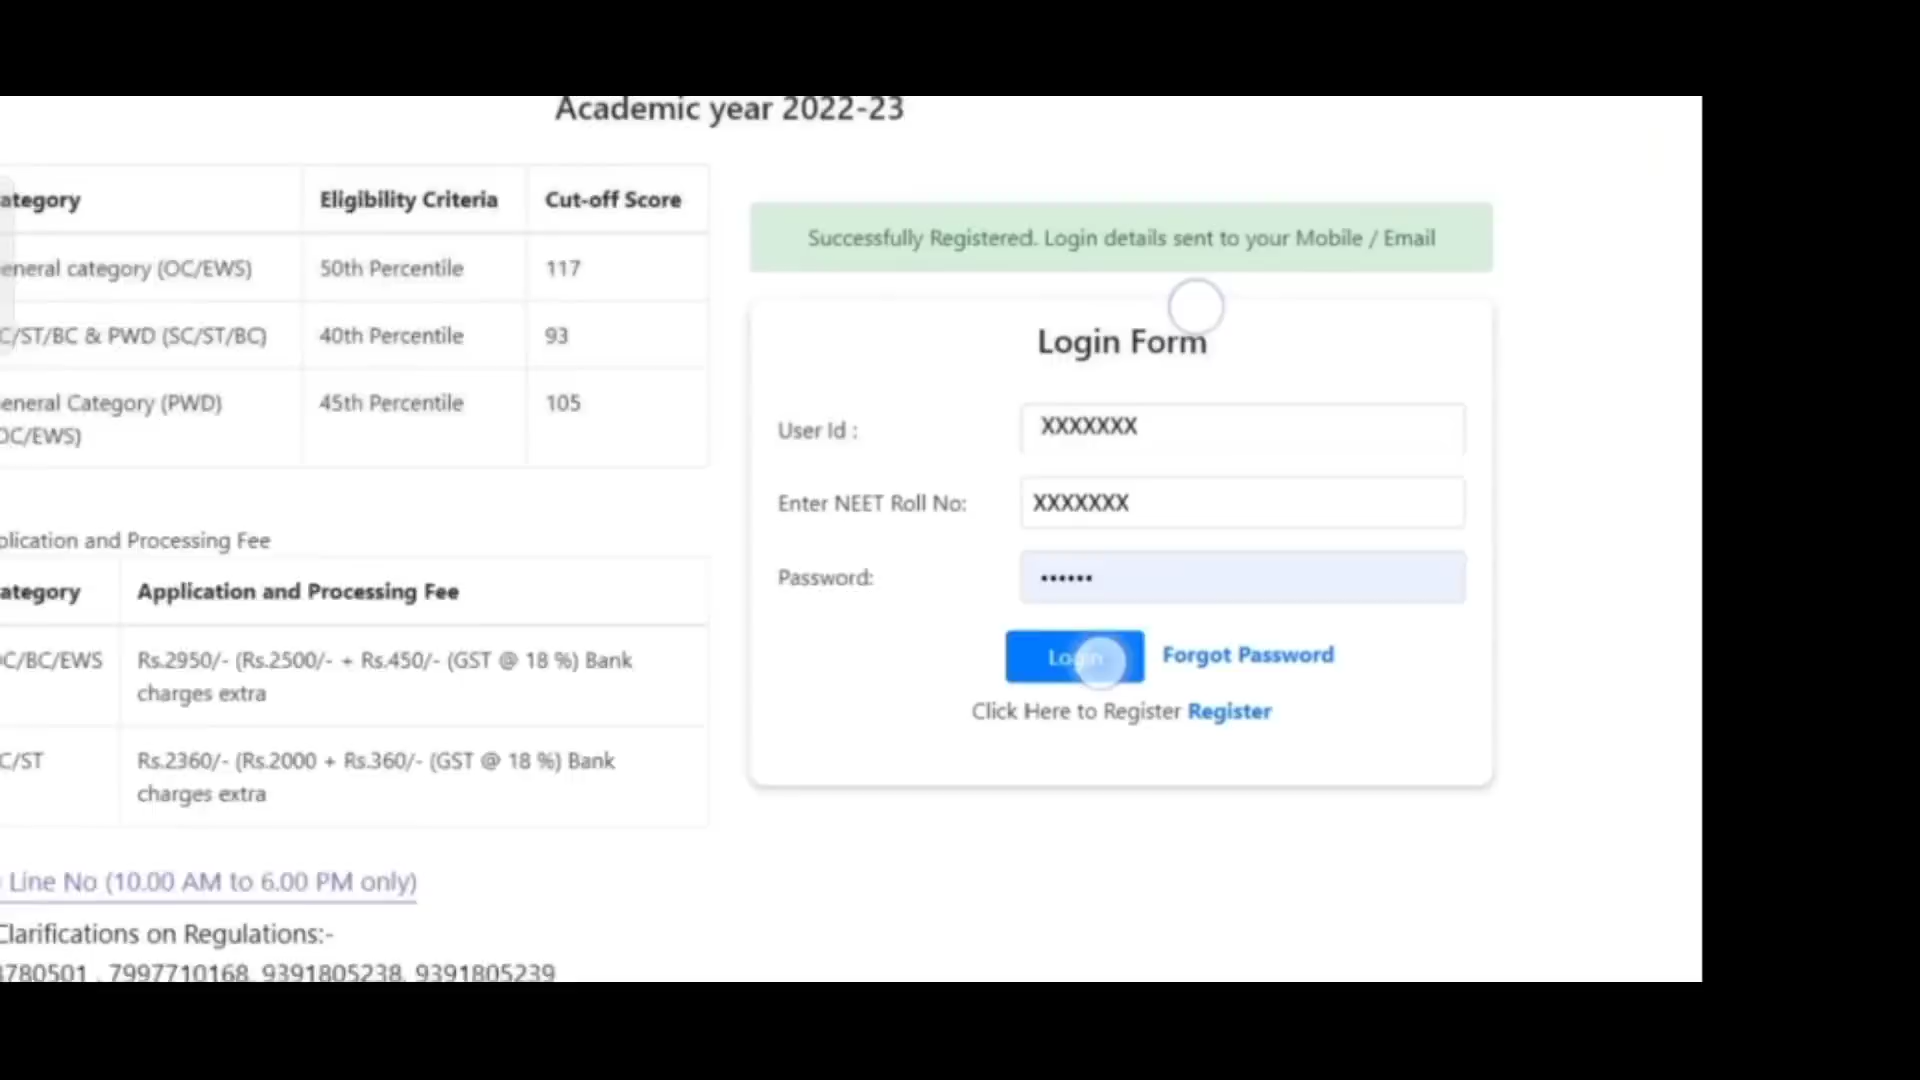 Academic year 2022-23
ategory Eligibility Criteria Cut-off Score
eneral category (OC/EWS) 50th Percentile 117
C/ST/BC & PWD (SC/ST/BC) 40th Percentile 93
eneral Category (PWD) 45th Percentile 105
OC/EWS)
plication and Processing Fee
ategory Application and Processing Fee
OC/BC/EWS Rs.2950/- (Rs.2500/- + Rs.450/- (GST @ 18 %) Bank
charges extra
C/ST Rs.2360/- (Rs.2000 + Rs.360/- (GST @ 18 %) Bank
charges extra
Line No (10.00 AM to 6.00 PM only)
Clarifications on Regulations:-
780501 , 7997710168, 9391805238, 9391805239
Successfully Registered. Login details sent to your Mobile / Email
Login Form
User Id : XXXXXXX
Enter NEET Roll No: XXXXXXX
Password: ••••••
Login Forgot Password
Click Here to Register Register